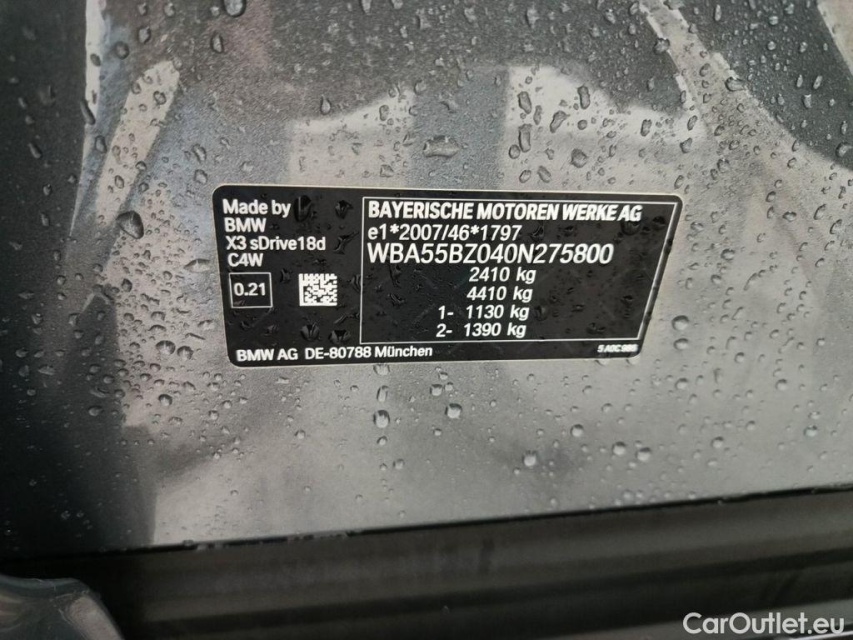 Made by
BMW
X3 sDrive18d
C4W
0.21
BAYERISCHE MOTOREN WERKE AG
e1*2007/46*1797
WBA55BZ040N275800
2410 kg
4410 kg
1- 1130 kg
2- 1390 kg
BMW AG DE-80788 München
CarOutlet.eu